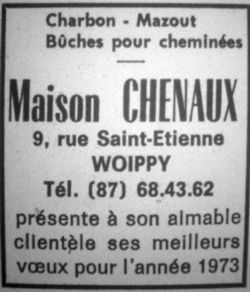 Charbon - Mazout
Bûches pour cheminées
Maison CHENAUX
9, rue Saint-Etienne
WOIPPY
Tél. (87) 68.43.62
présente à son aimable
clientèle ses meilleurs
vœux pour l'année 1973